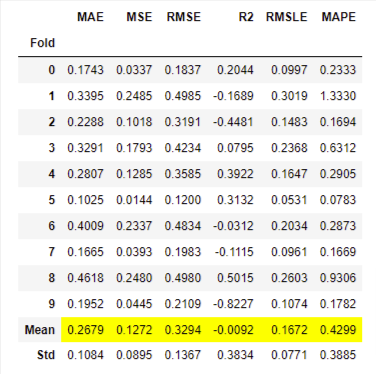 MAE MSE RMSE R2 RMSLE MAPE
Fold
0 0.1743 0.0337 0.1837 0.2044 0.0997 0.2333
1 0.3395 0.2485 0.4985 -0.1689 0.3019 1.3330
2 0.2288 0.1018 0.3191 -0.4481 0.1483 0.1694
3 0.3291 0.1793 0.4234 0.0795 0.2368 0.6312
4 0.2807 0.1285 0.3585 0.3922 0.1647 0.2905
5 0.1025 0.0144 0.1200 0.3132 0.0531 0.0783
6 0.4009 0.2337 0.4834 -0.0312 0.2034 0.2873
7 0.1665 0.0393 0.1983 -0.1115 0.0961 0.1669
8 0.4618 0.2480 0.4980 0.5015 0.2603 0.9306
9 0.1952 0.0445 0.2109 -0.8227 0.1074 0.1782
Mean 0.2679 0.1272 0.3294 -0.0092 0.1672 0.4299
Std 0.1084 0.0895 0.1367 0.3834 0.0771 0.3885